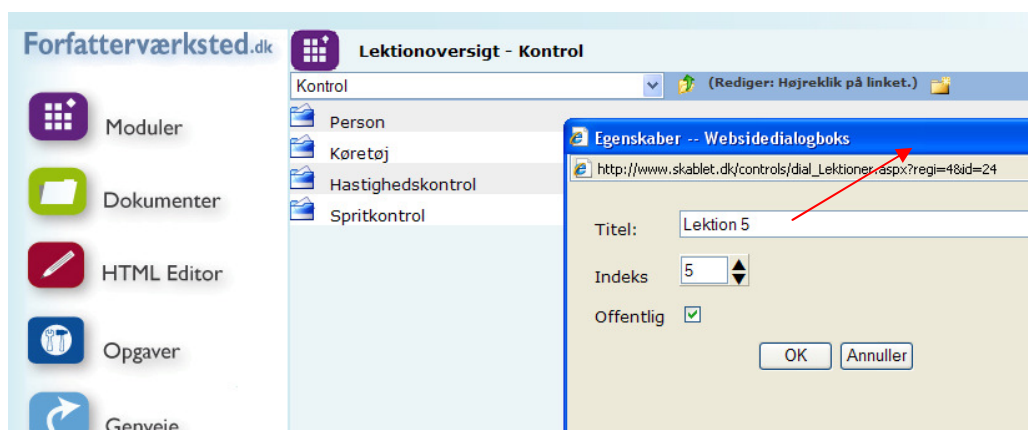 Forfatterværksted.dk
Moduler
Dokumenter
HTML Editor
Opgaver
Genveje
Lektionoversigt - Kontrol
Kontrol
(Rediger: Højreklik på linket.)
Person
Køretøj
Hastighedskontrol
Spritkontrol
Egenskaber -- Websidedialogboks
http://www.skablet.dk/controls/dial_Lektioner.aspx?regi=4&id=24
Titel: Lektion 5
Indeks 5
Offentlig
OK Annuller